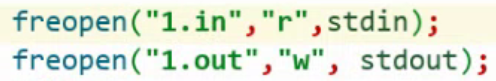 freopen("1.in","r",stdin);
freopen("1.out","w", stdout);